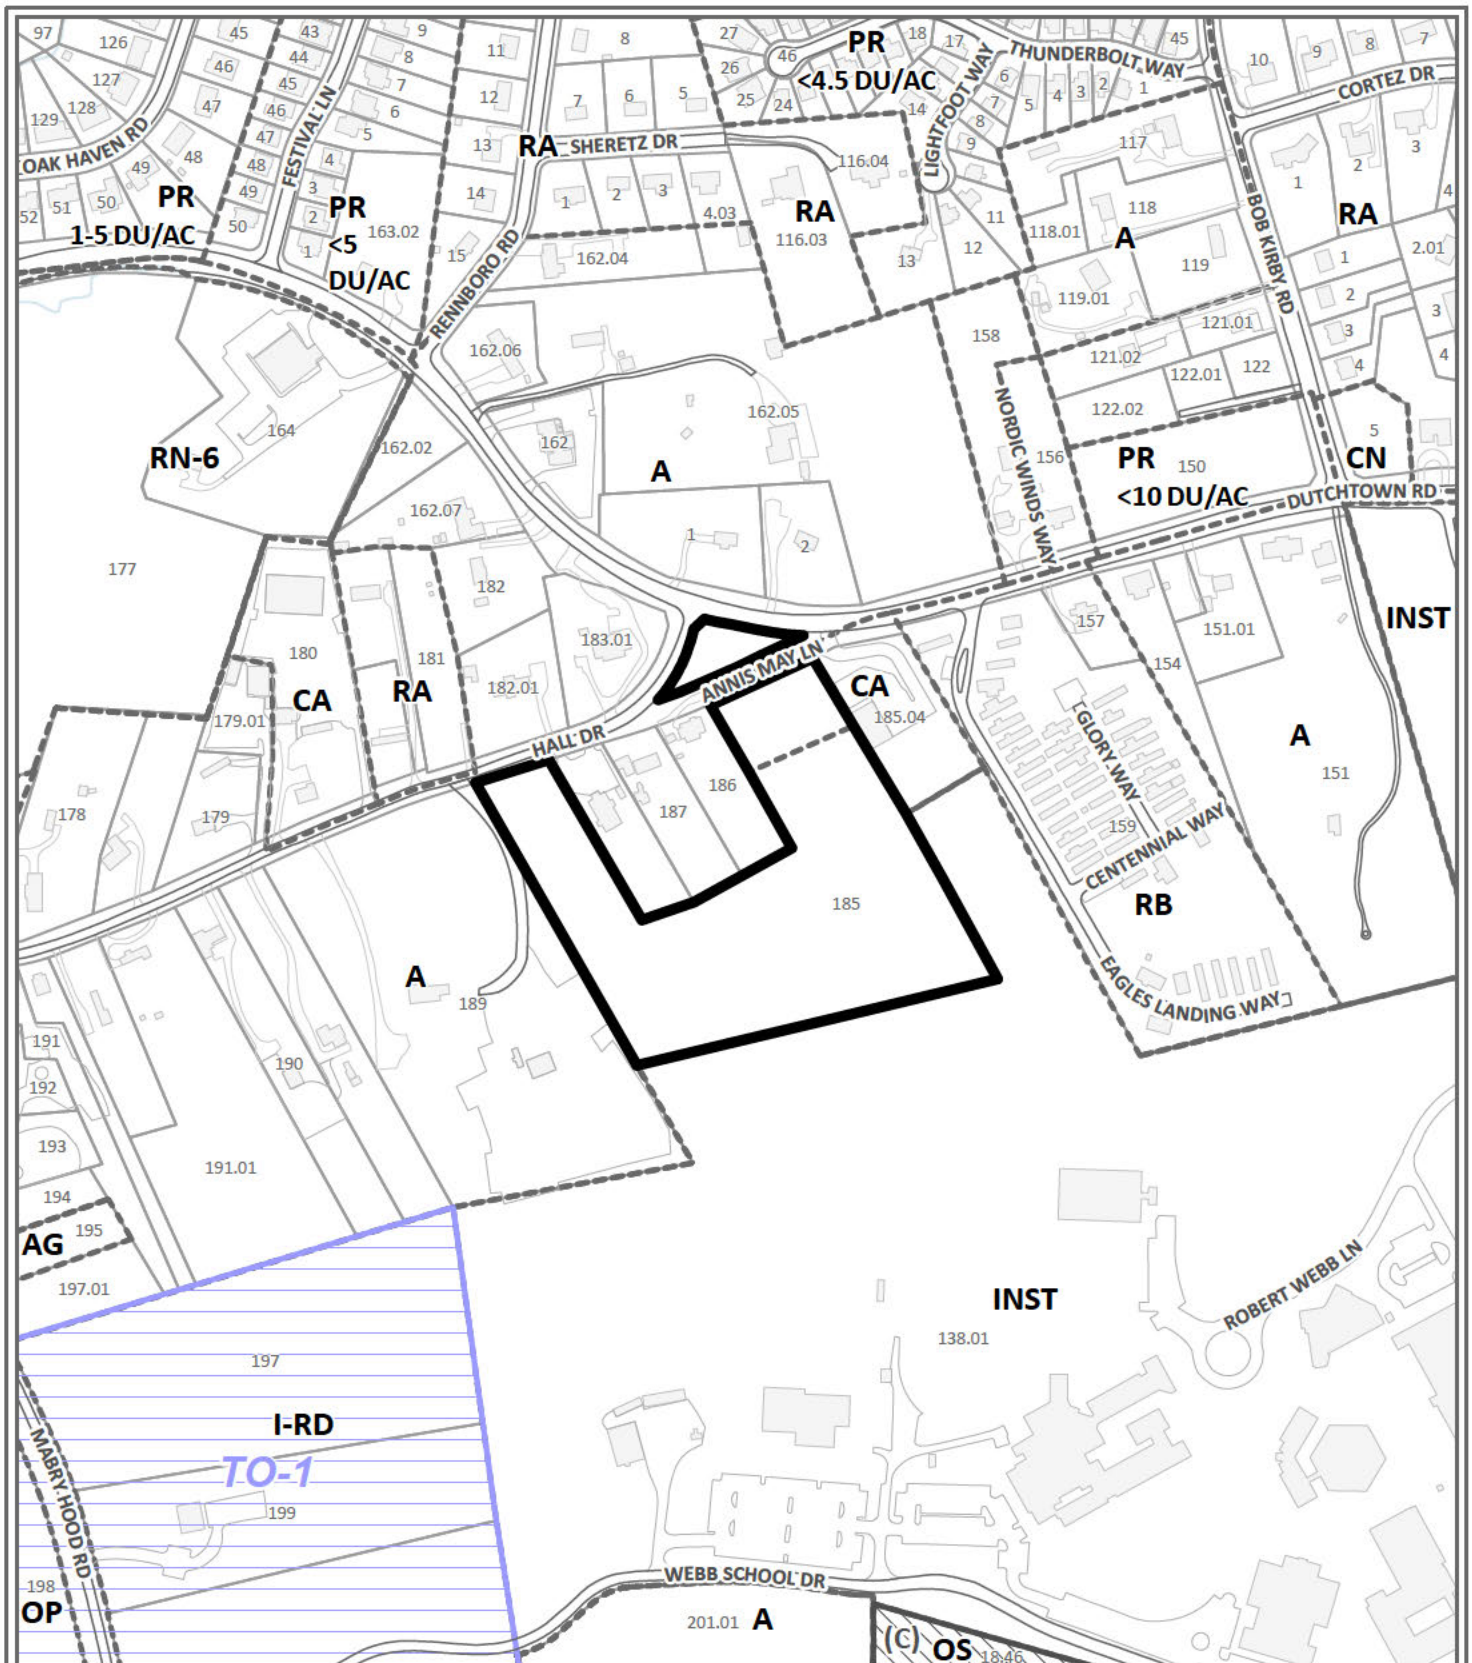 97
126
45
43
9
11
8
27
46
PR
<4.5 DU/AC
18
17
THUNDERBOLT WAY
45
10
9
8
7
127
46
44
8
26
128
45
7
12
7
6
5
25
24
14
LIGHTFOOT WAY
6
7
5
4
3
2
1
CORTEZ DR
129
47
46
6
8
OAK HAVEN RD
FESTIVAL LN
47
5
13
RA
SHERETZ DR
9
117
3
49
48
48
4
116.04
2
1
52
51
50
PR
1-5 DU/AC
49
3
14
1
2
3
4.03
RA
BOB KIRBY RD
RA
4
50
2
PR
<5
DU/AC
163.02
116.03
11
118.01
118
A
1
15
RENNBORO RD
162.04
13
12
119
1
2.01
119.01
2
162.06
158
121.01
3
3
121.02
4
4
122.01
122
164
162.05
NORDIC WINDS WAY
122.02
RN-6
162.02
162
A
156
PR
<10 DU/AC
150
5
CN
DUTCHTOWN RD
162.07
1
2
177
182
INST
180
181
183.01
157
151.01
ANNIS MAY LN
154
CA
RA
182.01
CA
179.01
185.04
HALL DR
GLORY WAY
A
151
178
179
187
186
159
CENTENNIAL WAY
185
RB
A
189
EAGLES LANDING WAY
191
190
192
193
191.01
194
195
AG
197.01
ROBERT WEBB LN
INST
138.01
197
I-RD
TO-1
MABRY HOOD RD
199
198
OP
WEBB SCHOOL DR
201.01
A
(C)
OS
18.46